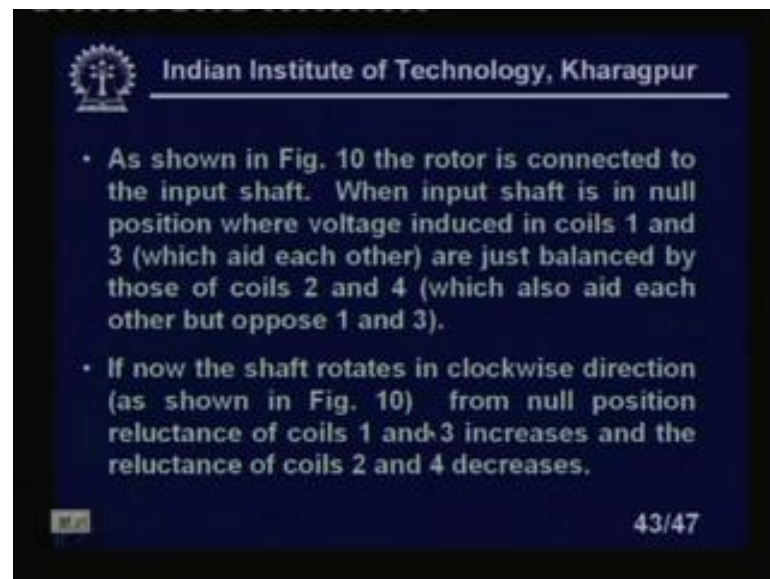 Indian Institute of Technology, Kharagpur
• As shown in Fig. 10 the rotor is connected to
the input shaft. When input shaft is in null
position where voltage induced in coils 1 and
3 (which aid each other) are just balanced by
those of coils 2 and 4 (which also aid each
other but oppose 1 and 3).
• If now the shaft rotates in clockwise direction
(as shown in Fig. 10) from null position
reluctance of coils 1 and 3 increases and the
reluctance of coils 2 and 4 decreases.
43/47